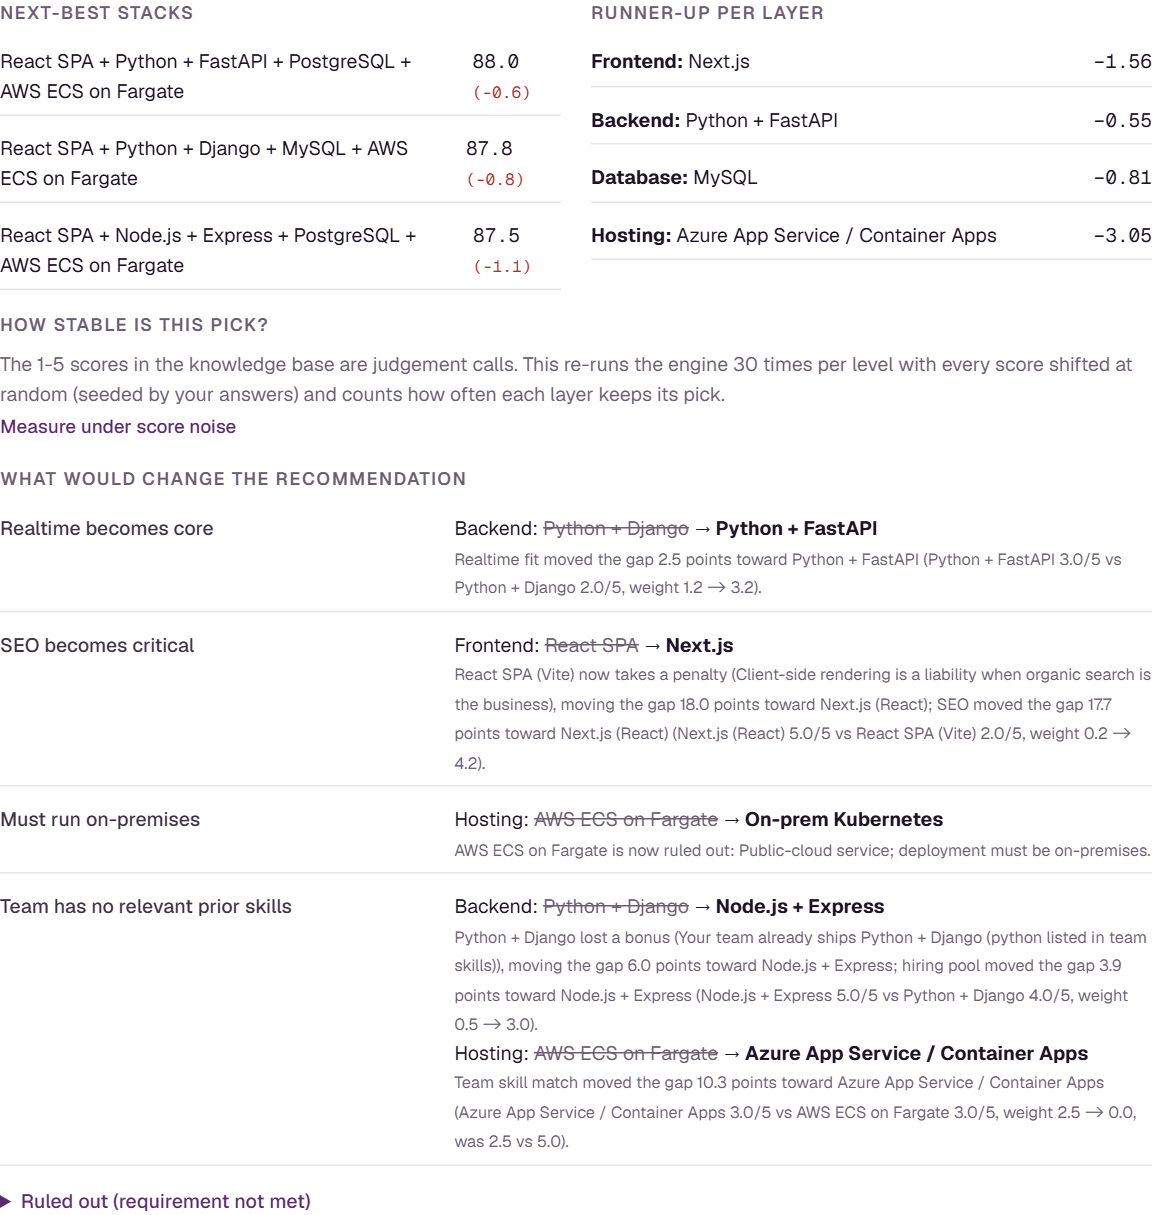 NEXT-BEST STACKS
React SPA + Python + FastAPI + PostgreSQL + 88.0
AWS ECS on Fargate (−0.6)
React SPA + Python + Django + MySQL + AWS 87.8
ECS on Fargate (−0.8)
React SPA + Node.js + Express + PostgreSQL + 87.5
AWS ECS on Fargate (−1.1)
RUNNER-UP PER LAYER
Frontend: Next.js −1.56
Backend: Python + FastAPI −0.55
Database: MySQL −0.81
Hosting: Azure App Service / Container Apps −3.05
HOW STABLE IS THIS PICK?
The 1-5 scores in the knowledge base are judgement calls. This re-runs the engine 30 times per level with every score shifted at
random (seeded by your answers) and counts how often each layer keeps its pick.
Measure under score noise
WHAT WOULD CHANGE THE RECOMMENDATION
Realtime becomes core
Backend: Python + Django → Python + FastAPI
Realtime fit moved the gap 2.5 points toward Python + FastAPI (Python + FastAPI 3.0/5 vs
Python + Django 2.0/5, weight 1.2 → 3.2).
SEO becomes critical
Frontend: React SPA → Next.js
React SPA (Vite) now takes a penalty (Client-side rendering is a liability when organic search is
the business), moving the gap 18.0 points toward Next.js (React); SEO moved the gap 17.7
points toward Next.js (React) (Next.js (React) 5.0/5 vs React SPA (Vite) 2.0/5, weight 0.2 →
4.2).
Must run on-premises
Hosting: AWS ECS on Fargate → On-prem Kubernetes
AWS ECS on Fargate is now ruled out: Public-cloud service; deployment must be on-premises.
Team has no relevant prior skills
Backend: Python + Django → Node.js + Express
Python + Django lost a bonus (Your team already ships Python + Django (python listed in team
skills)), moving the gap 6.0 points toward Node.js + Express; hiring pool moved the gap 3.9
points toward Node.js + Express (Node.js + Express 5.0/5 vs Python + Django 4.0/5, weight
0.5 → 3.0).
Hosting: AWS ECS on Fargate → Azure App Service / Container Apps
Team skill match moved the gap 10.3 points toward Azure App Service / Container Apps
(Azure App Service / Container Apps 3.0/5 vs AWS ECS on Fargate 3.0/5, weight 2.5 → 0.0,
was 2.5 vs 5.0).
▶ Ruled out (requirement not met)